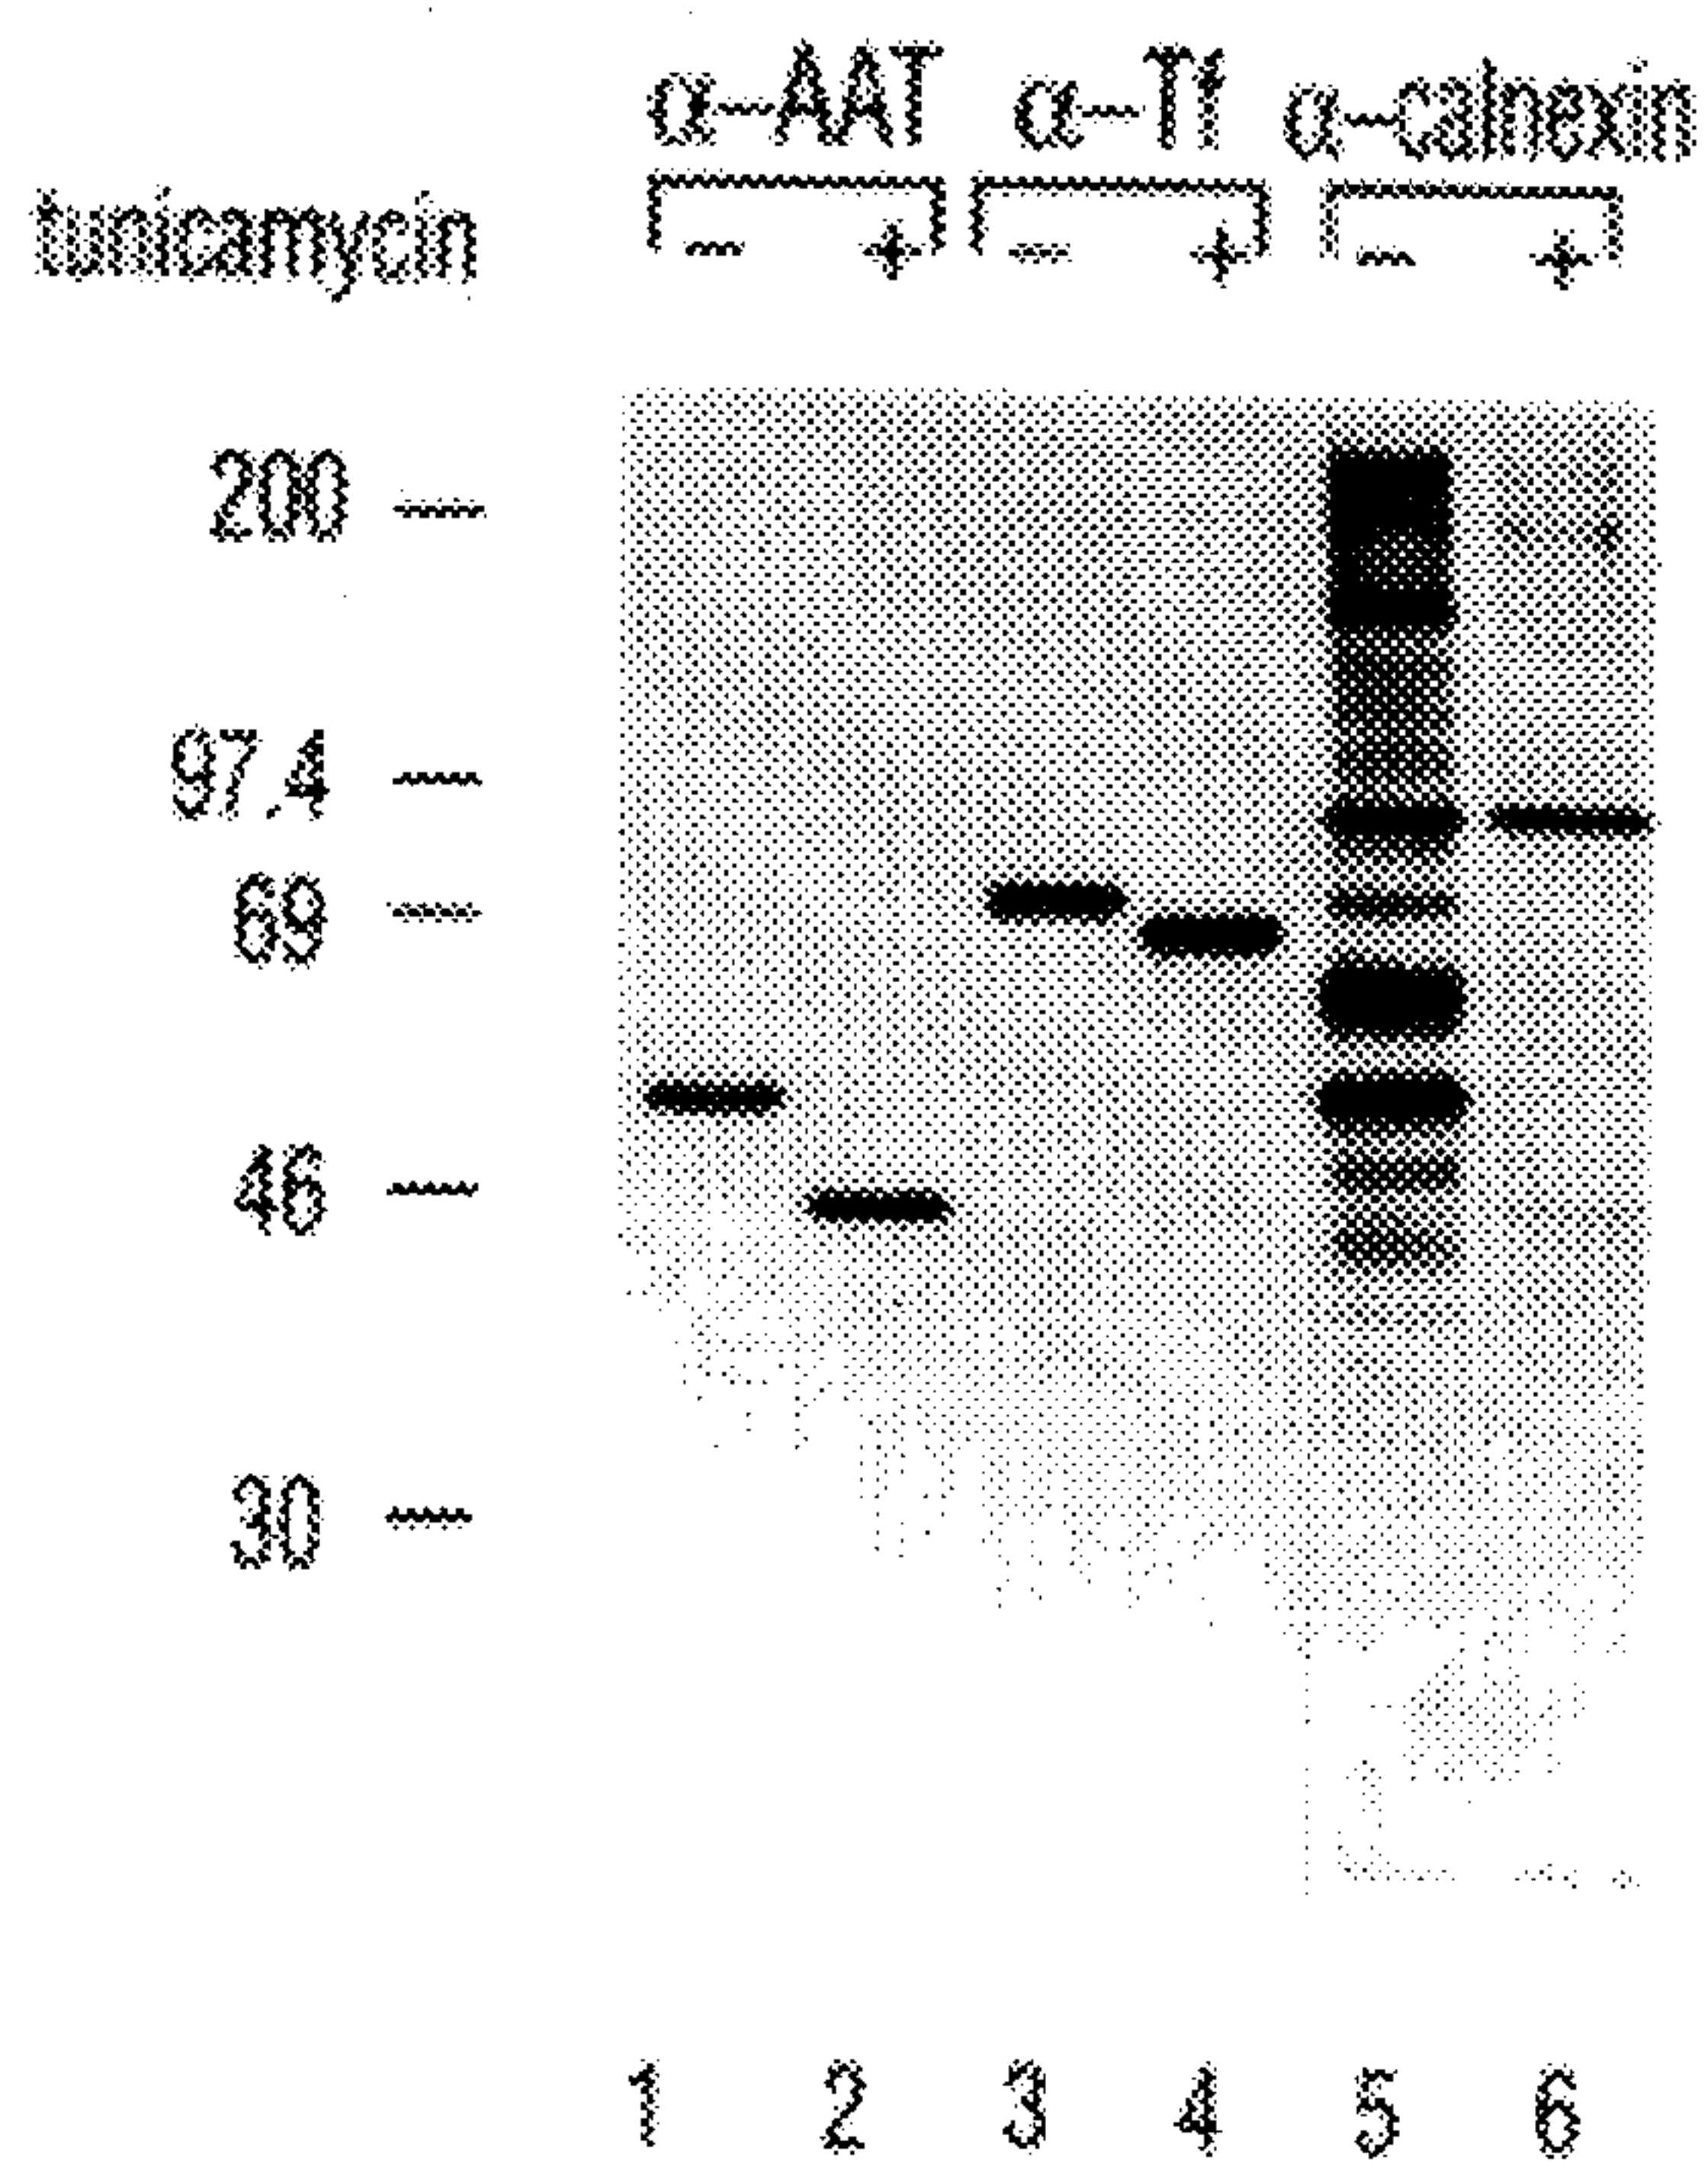 α-AAT α-Tf α-calnexin
tunicamycin - + - + - +
200
97.4
69
46
30
1 2 3 4 5 6